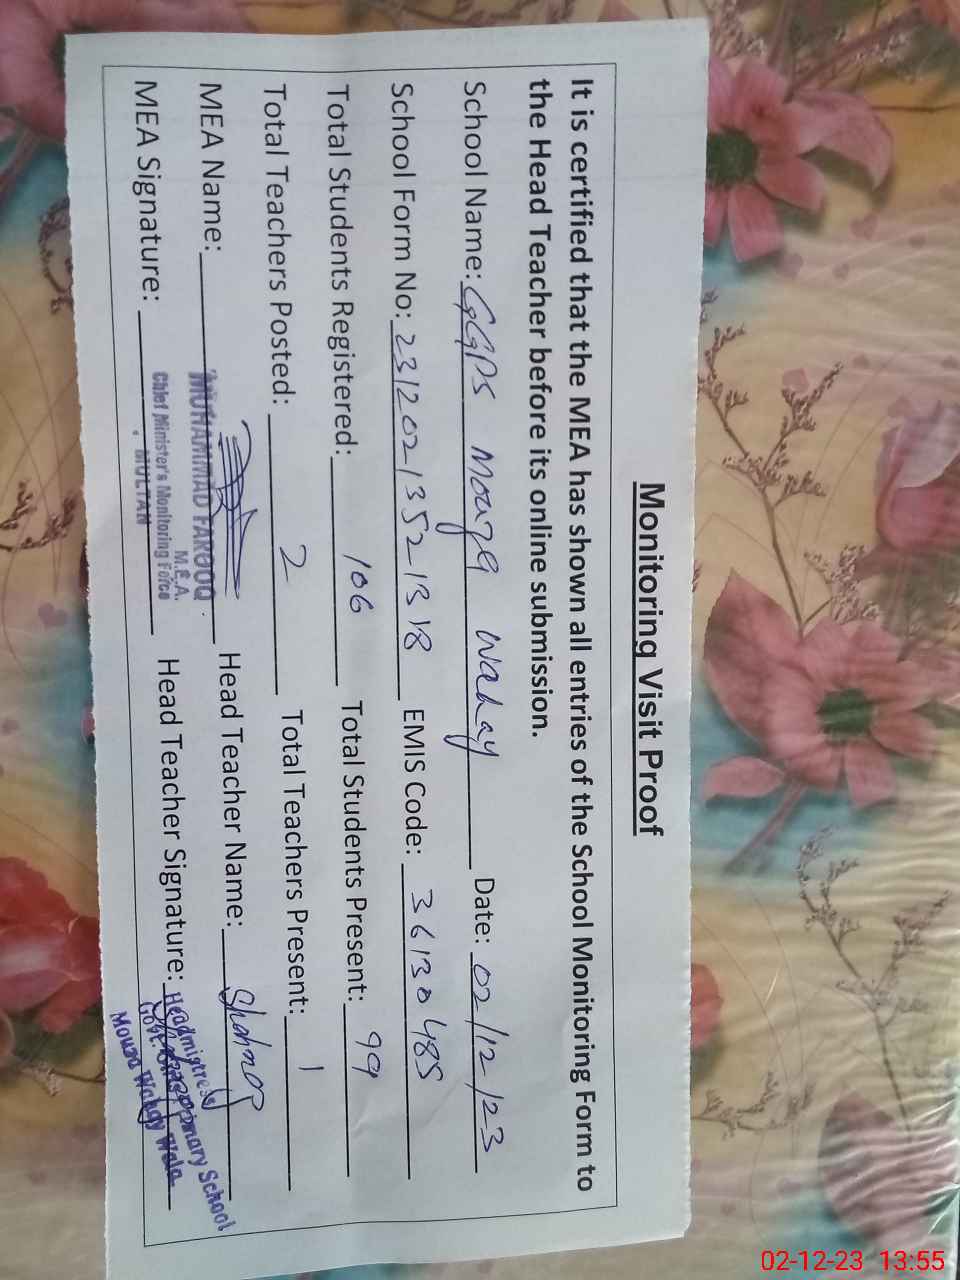 Monitoring Visit Proof
It is certified that the MEA has shown all entries of the School Monitoring Form to
the Head Teacher before its online submission.
School Name: GGPS Mouza Wahay Date: 02/12/23
School Form No: EMIS Code: 36130485
Total Students Registered: 106 Total Students Present: 99
Total Teachers Posted: 2 Total Teachers Present: 1
MEA Name: Head Teacher Name:
MUHAMMAD FAROOQ
M.E.A.
MEA Signature: Head Teacher Signature:
Chief Minister's Monitoring Force
MULTAN
Headmistress
Govt. Primary School
Mouza Wahay Wala
02-12-23 13:55